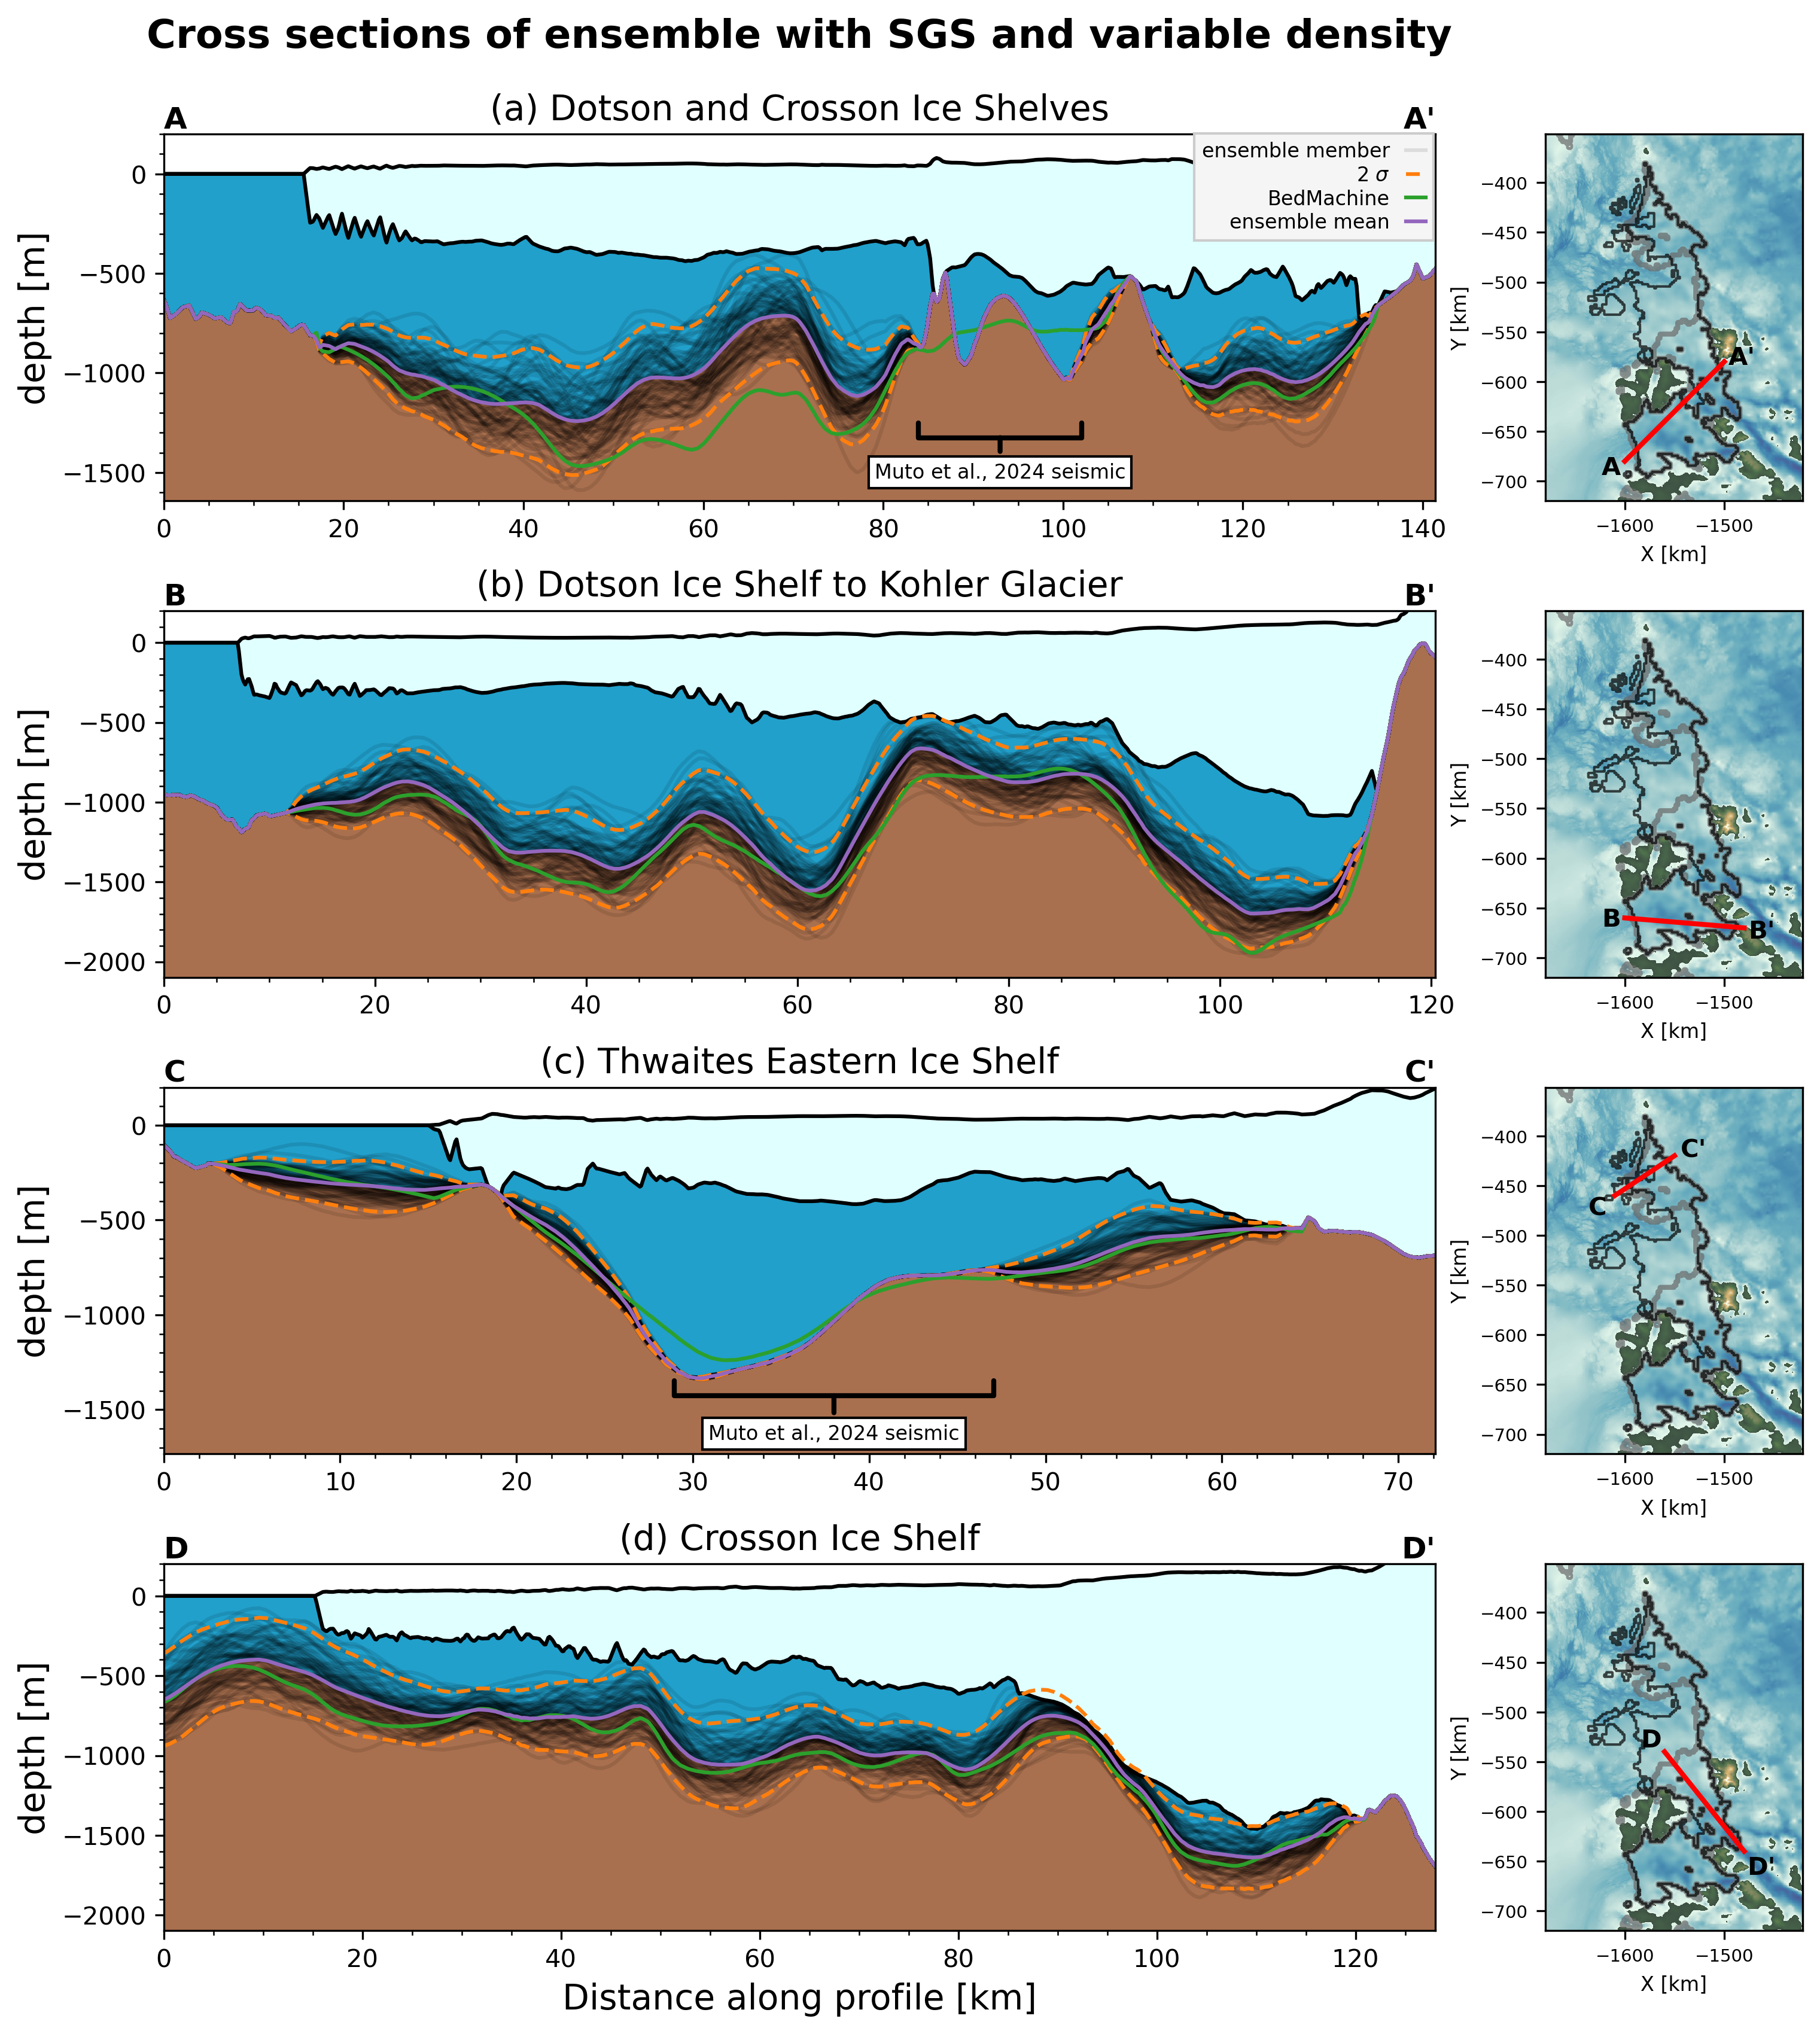 Cross sections of ensemble with SGS and variable density
(a) Dotson and Crosson Ice Shelves
A
A'
ensemble member
2 σ
BedMachine
ensemble mean
depth [m]
0
−500
−1000
−1500
Muto et al., 2024 seismic
0 20 40 60 80 100 120 140
Y [km]
−400
−450
−500
−550
−600
−650
−700
A'
A
−1600 −1500
X [km]
(b) Dotson Ice Shelf to Kohler Glacier
B
B'
depth [m]
0
−500
−1000
−1500
−2000
0 20 40 60 80 100 120
Y [km]
−400
−450
−500
−550
−600
−650
−700
B
B'
−1600 −1500
X [km]
(c) Thwaites Eastern Ice Shelf
C
C'
depth [m]
0
−500
−1000
−1500
Muto et al., 2024 seismic
0 10 20 30 40 50 60 70
Y [km]
−400
−450
−500
−550
−600
−650
−700
C'
C
−1600 −1500
X [km]
(d) Crosson Ice Shelf
D
D'
depth [m]
0
−500
−1000
−1500
−2000
0 20 40 60 80 100 120
Distance along profile [km]
Y [km]
−400
−450
−500
−550
−600
−650
−700
D
D'
−1600 −1500
X [km]